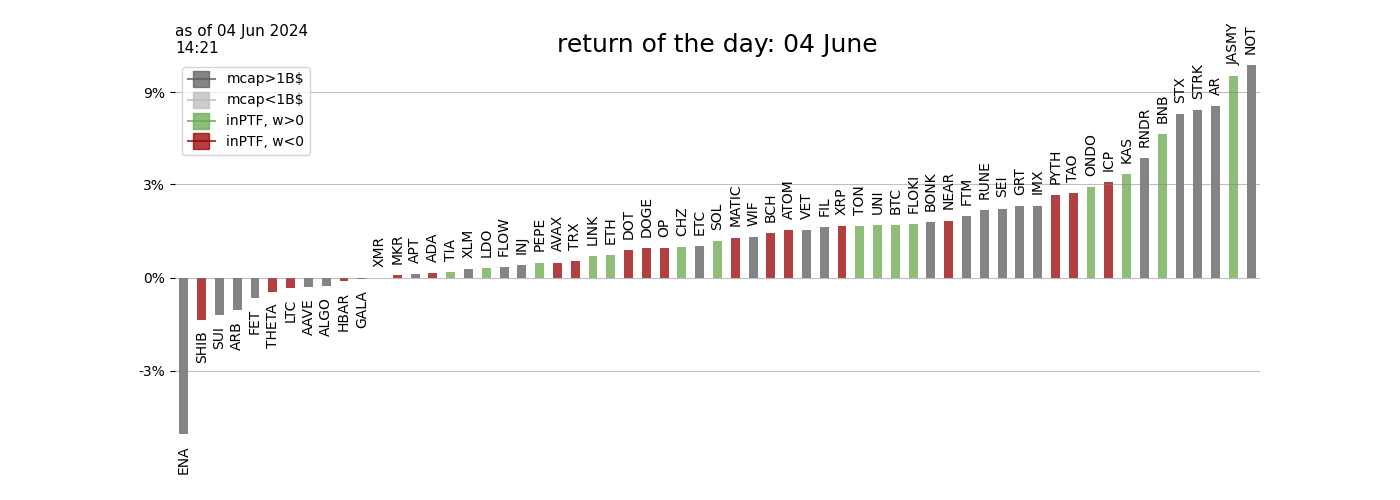 as of 04 Jun 2024
14:21
return of the day: 04 June
mcap>1B$
mcap<1B$
inPTF, w>0
inPTF, w<0
9%
3%
0%
-3%
ENA
SHIB
SUI
ARB
FET
THETA
LTC
AAVE
ALGO
HBAR
GALA
XMR
MKR
APT
ADA
TIA
XLM
LDO
FLOW
INJ
PEPE
AVAX
TRX
LINK
ETH
DOT
DOGE
OP
CHZ
ETC
SOL
MATIC
WIF
BCH
ATOM
VET
FIL
XRP
TON
UNI
BTC
FLOKI
BONK
NEAR
FTM
RUNE
SEI
GRT
IMX
PYTH
TAO
ONDO
ICP
KAS
RNDR
BNB
STX
STRK
AR
JASMY
NOT